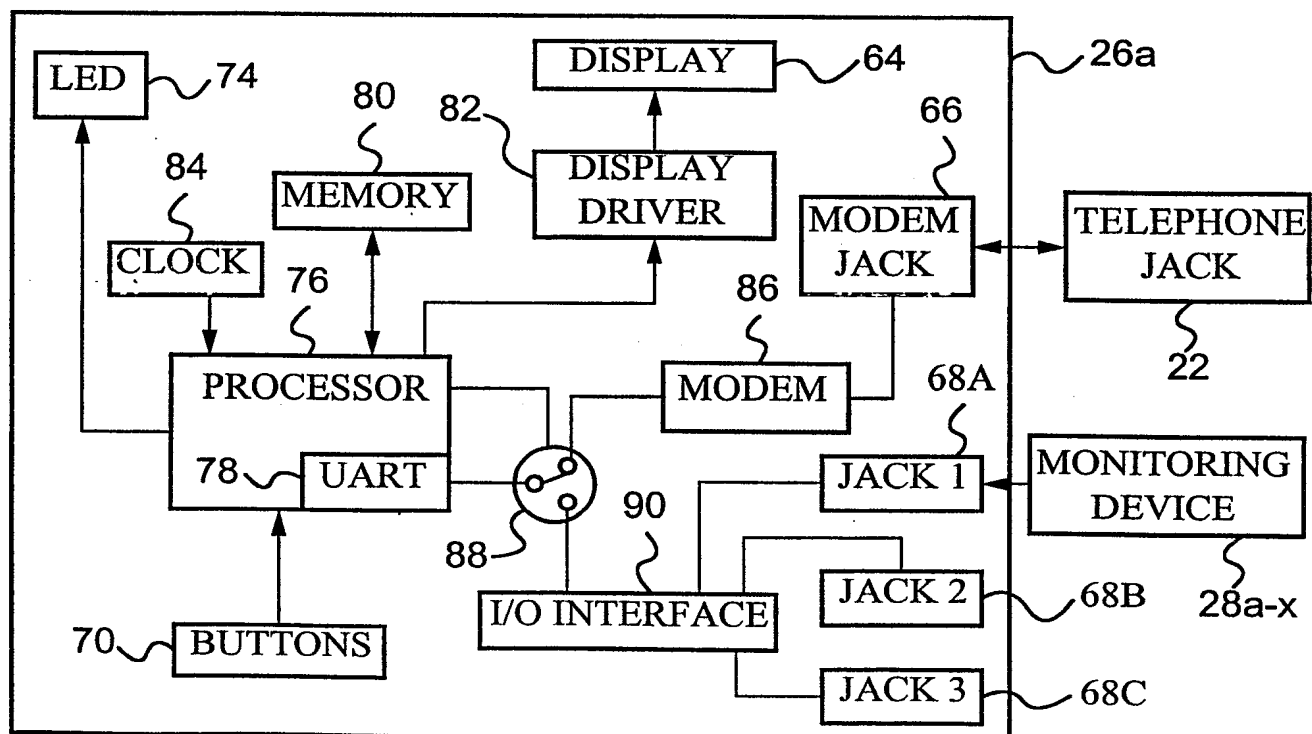 LED
74
DISPLAY
64
26a
80
82
66
84
MEMORY
DISPLAY
DRIVER
MODEM
JACK
TELEPHONE
JACK
CLOCK
76
86
22
PROCESSOR
MODEM
68A
78
UART
JACK 1
MONITORING
DEVICE
90
88
JACK 2
68B
28a-x
I/O INTERFACE
70
BUTTONS
JACK 3
68C